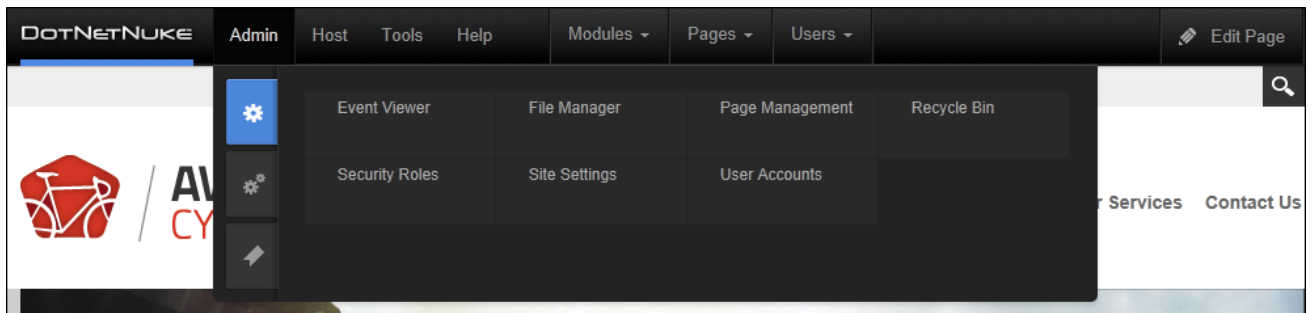 DOTNETNUKE Admin Host Tools Help Modules Pages Users Edit Page
Event Viewer File Manager Page Management Recycle Bin
Security Roles Site Settings User Accounts
AV
CY
r Services Contact Us